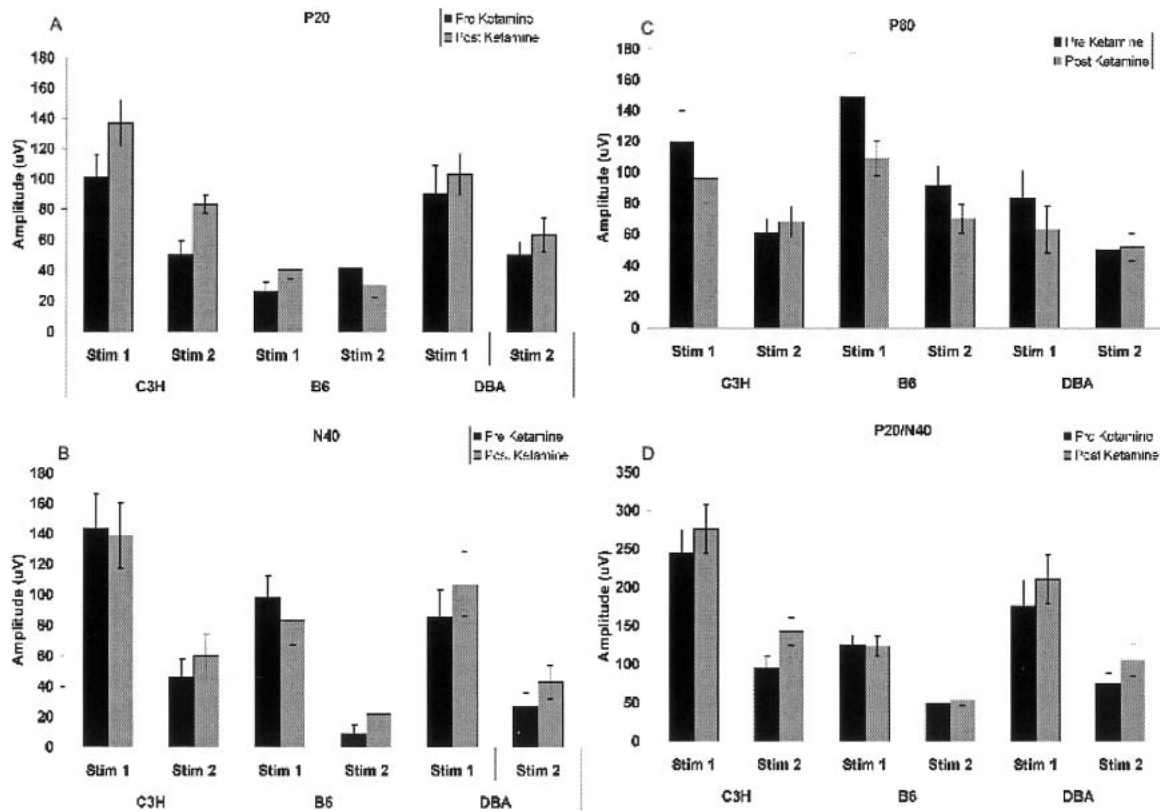 A
P20
Pre Ketamine
Post Ketamine
180
160
140
120
100
80
60
40
20
0
Amplitude (uV)
Stim 1
Stim 2
Stim 1
Stim 2
Stim 1
Stim 2
C3H
B6
DBA
C
P80
Pre Ketamine
Post Ketamine
180
160
140
120
100
80
60
40
20
0
Amplitude (uV)
Stim 1
Stim 2
Stim 1
Stim 2
Stim 1
Stim 2
C3H
B6
DBA
B
N40
Pre Ketamine
Post Ketamine
180
160
140
120
100
80
60
40
20
0
Amplitude (uV)
Stim 1
Stim 2
Stim 1
Stim 2
Stim 1
Stim 2
C3H
B6
DBA
D
P20/N40
Pre Ketamine
Post Ketamine
350
300
250
200
150
100
50
0
Amplitude (uV)
Stim 1
Stim 2
Stim 1
Stim 2
Stim 1
Stim 2
C3H
B6
DBA